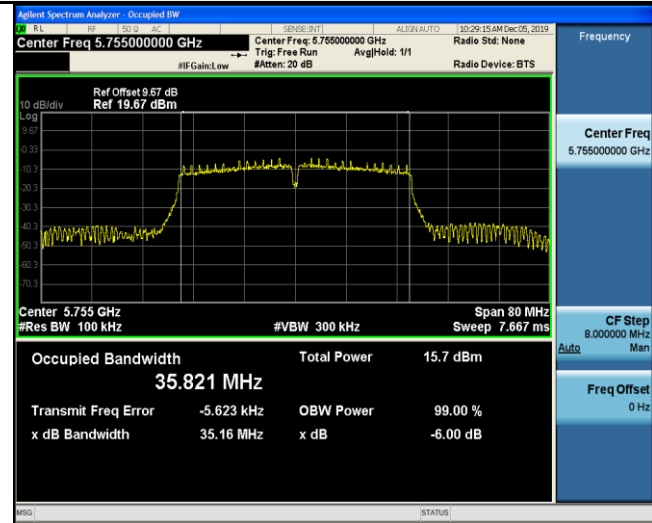 Agilent Spectrum Analyzer - Occupied BW
RL RF 50 Ω AC SENSE:INT ALIGN AUTO 10:29:15 AM Dec 05, 2019
Center Freq 5.755000000 GHz
Center Freq: 5.755000000 GHz
Radio Std: None
Trig: Free Run Avg|Hold: 1/1
#IFGain:Low #Atten: 20 dB Radio Device: BTS
Frequency
Ref Offset 9.67 dB
10 dB/div Ref 19.67 dBm
Log
9.67
-0.33
-10.3
-20.3
-30.3
-40.3
-50.3
-60.3
-70.3
Center 5.755 GHz Span 80 MHz
#Res BW 100 kHz #VBW 300 kHz Sweep 7.667 ms
Occupied Bandwidth Total Power 15.7 dBm
35.821 MHz
Transmit Freq Error -5.623 kHz OBW Power 99.00 %
x dB Bandwidth 35.16 MHz x dB -6.00 dB
Center Freq
5.755000000 GHz
CF Step
8.000000 MHz
Auto Man
Freq Offset
0 Hz
MSG STATUS